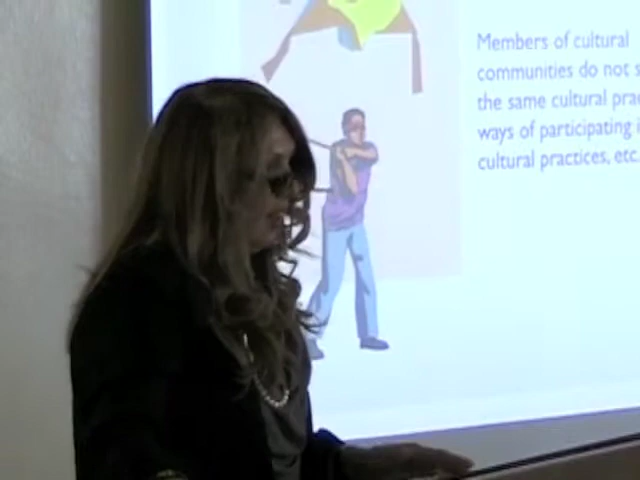 Members of cultural
communities do not
the same cultural
ways of participating
cultural practices, etc.